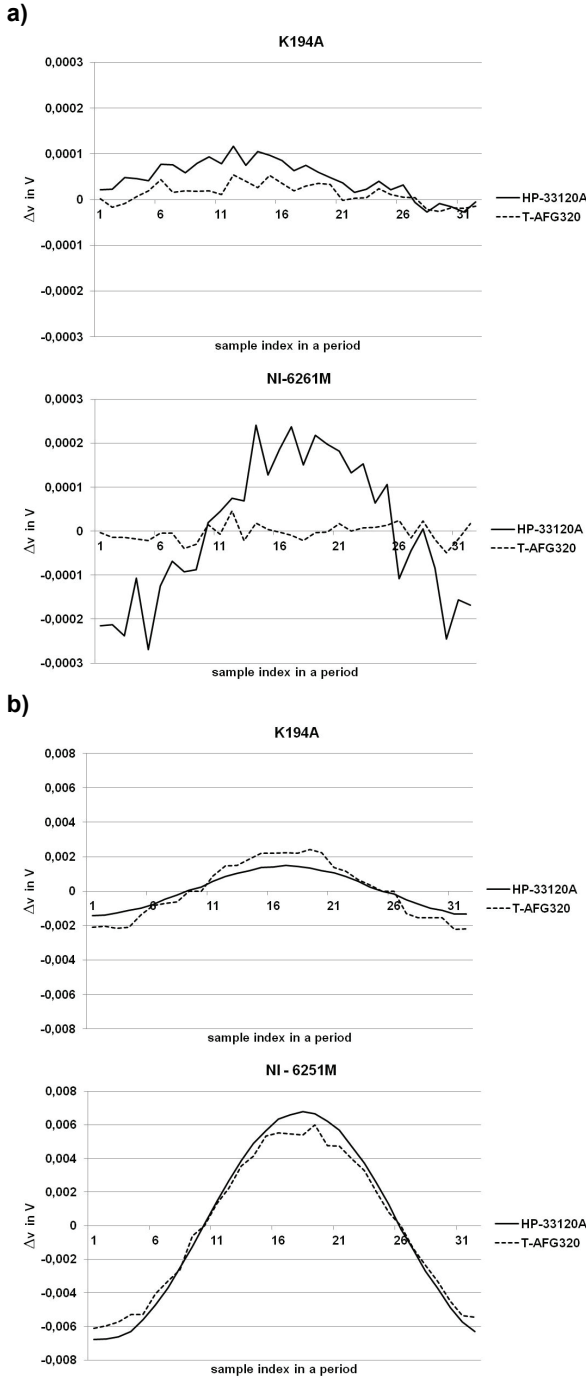 a)
K194A
0,0003
0,0002
0,0001
0
-0,0001
-0,0002
-0,0003
Δv in V
1 6 11 16 21 26 31
sample index in a period
HP-33120A
T-AFG320
NI-6261M
0,0003
0,0002
0,0001
0
-0,0001
-0,0002
-0,0003
Δv in V
1 6 11 16 21 26 31
sample index in a period
HP-33120A
T-AFG320
b)
K194A
0,008
0,006
0,004
0,002
0
-0,002
-0,004
-0,006
-0,008
Δv in V
1 6 11 16 21 26 31
sample index in a period
HP-33120A
T-AFG320
NI - 6251M
0,008
0,006
0,004
0,002
0
-0,002
-0,004
-0,006
-0,008
Δv in V
1 6 11 16 21 26 31
sample index in a period
HP-33120A
T-AFG320